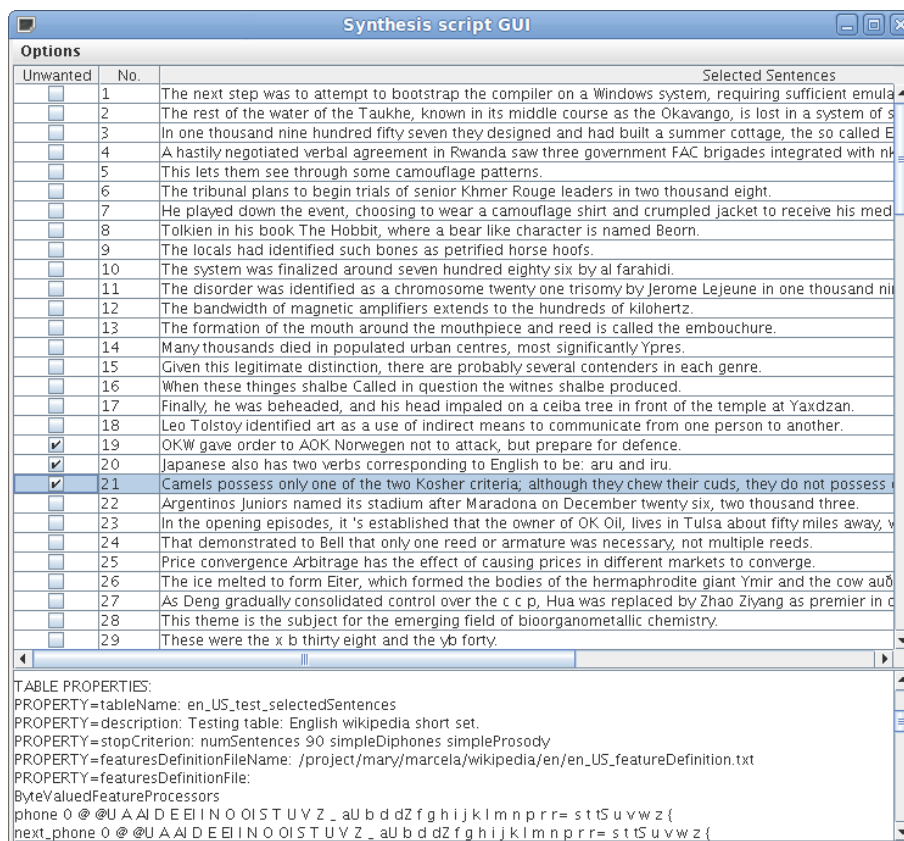 Synthesis script GUI
Options
Unwanted No. Selected Sentences
1 The next step was to attempt to bootstrap the compiler on a Windows system, requiring sufficient emula
2 The rest of the water of the Taukhe, known in its middle course as the Okavango, is lost in a system of s
3 In one thousand nine hundred fifty seven they designed and had built a summer cottage, the so called E
4 A hastily negotiated verbal agreement in Rwanda saw three government FAC brigades integrated with nk
5 This lets them see through some camouflage patterns.
6 The tribunal plans to begin trials of senior Khmer Rouge leaders in two thousand eight.
7 He played down the event, choosing to wear a camouflage shirt and crumpled jacket to receive his med
8 Tolkien in his book The Hobbit, where a bear like character is named Beorn.
9 The locals had identified such bones as petrified horse hoofs.
10 The system was finalized around seven hundred eighty six by al farahidi.
11 The disorder was identified as a chromosome twenty one trisomy by Jerome Lejeune in one thousand nin
12 The bandwidth of magnetic amplifiers extends to the hundreds of kilohertz.
13 The formation of the mouth around the mouthpiece and reed is called the embouchure.
14 Many thousands died in populated urban centres, most significantly Ypres.
15 Given this legitimate distinction, there are probably several contenders in each genre.
16 When these thinges shalbe Called in question the witnes shalbe produced.
17 Finally, he was beheaded, and his head impaled on a ceiba tree in front of the temple at Yaxdzan.
18 Leo Tolstoy identified art as a use of indirect means to communicate from one person to another.
19 OKW gave order to AOK Norwegen not to attack, but prepare for defence.
20 Japanese also has two verbs corresponding to English to be: aru and iru.
21 Camels possess only one of the two Kosher criteria; although they chew their cuds, they do not possess
22 Argentinos Juniors named its stadium after Maradona on December twenty six, two thousand three.
23 In the opening episodes, it 's established that the owner of OK Oil, lives in Tulsa about fifty miles away, w
24 That demonstrated to Bell that only one reed or armature was necessary, not multiple reeds.
25 Price convergence Arbitrage has the effect of causing prices in different markets to converge.
26 The ice melted to form Eiter, which formed the bodies of the hermaphrodite giant Ymir and the cow auð
27 As Deng gradually consolidated control over the c c p, Hua was replaced by Zhao Ziyang as premier in
28 This theme is the subject for the emerging field of bioorganometallic chemistry.
29 These were the x b thirty eight and the yb forty.
TABLE PROPERTIES:
PROPERTY=tableName: en_US_test_selectedSentences
PROPERTY=description: Testing table: English wikipedia short set.
PROPERTY=stopCriterion: numSentences 90 simpleDiphones simpleProsody
PROPERTY=featuresDefinitionFileName: /project/mary/marcela/wikipedia/en/en_US_featureDefinition.txt
PROPERTY=featuresDefinitionFile:
ByteValuedFeatureProcessors
phone 0 @ @U A AI D E EI I N O OI S T U V Z _ aU b d dZ f g h i j k l m n p r r= s t tS u v w z {
next_phone 0 @ @U A AI D E EI I N O OI S T U V Z _ aU b d dZ f g h i j k l m n p r r= s t tS u v w z {